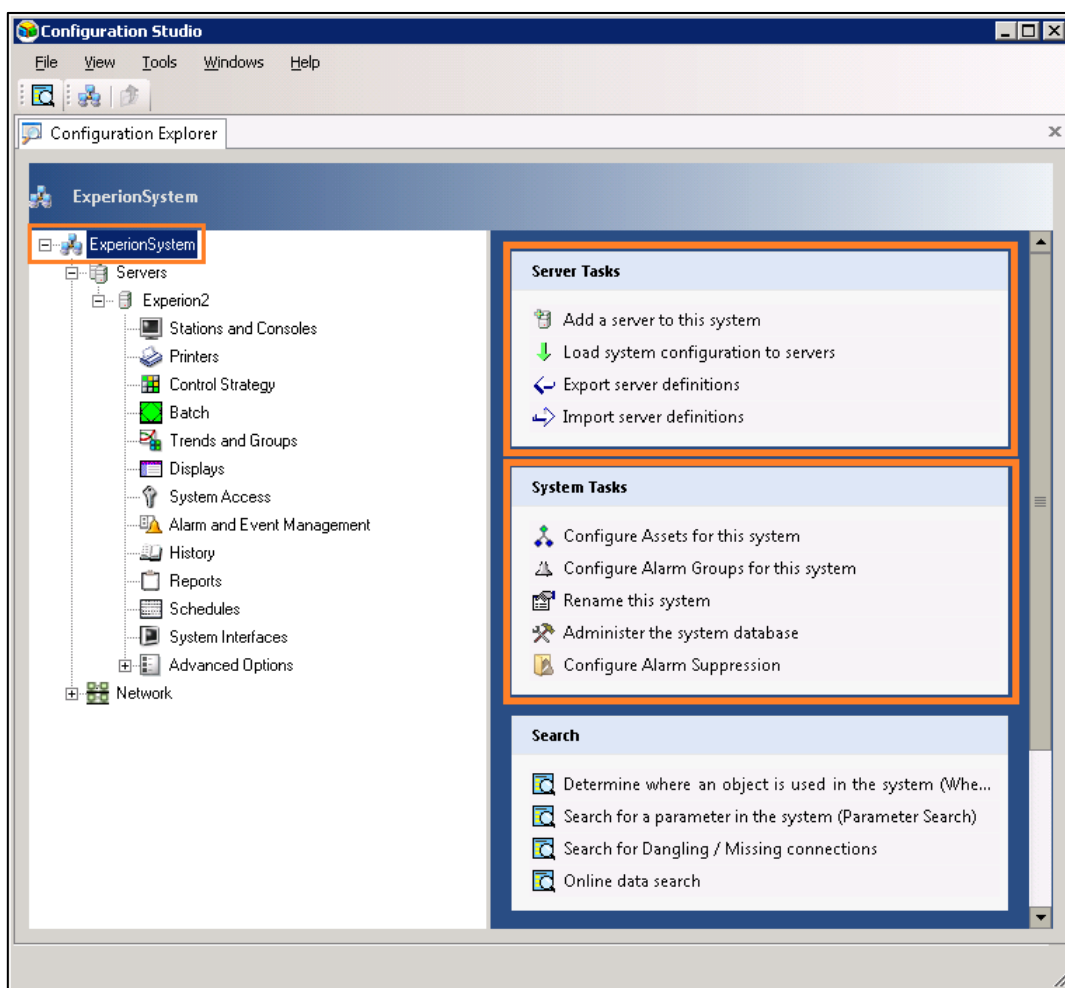 Configuration Studio
File View Tools Windows Help
Configuration Explorer
ExperionSystem
ExperionSystem
Servers
Experion2
Stations and Consoles
Printers
Control Strategy
Batch
Trends and Groups
Displays
System Access
Alarm and Event Management
History
Reports
Schedules
System Interfaces
Advanced Options
Network
Server Tasks
Add a server to this system
Load system configuration to servers
Export server definitions
Import server definitions
System Tasks
Configure Assets for this system
Configure Alarm Groups for this system
Rename this system
Administer the system database
Configure Alarm Suppression
Search
Determine where an object is used in the system (Whe...
Search for a parameter in the system (Parameter Search)
Search for Dangling / Missing connections
Online data search